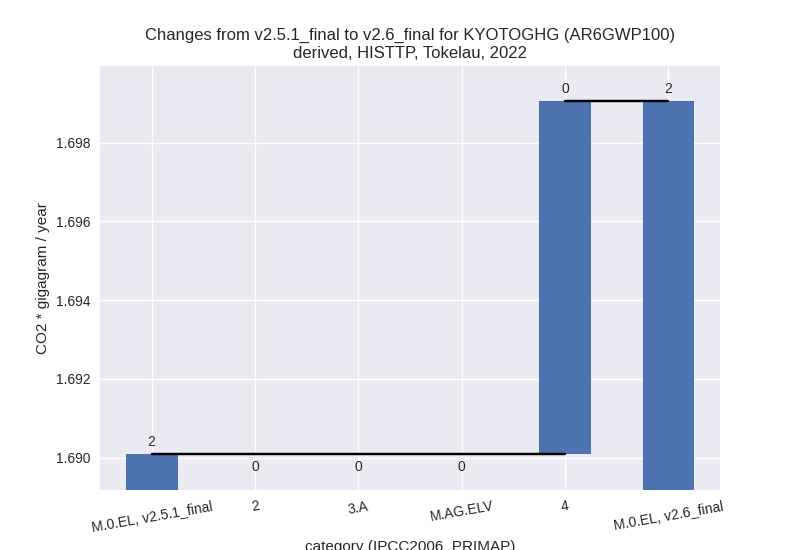 Changes from v2.5.1_final to v2.6_final for KYOTOGHG (AR6GWP100)
derived, HISTTP, Tokelau, 2022
CO2 * gigagram / year
1.698
1.696
1.694
1.692
1.690
2
0
0
0
0
2
M.0.EL, v2.5.1_final
2
3.A
M.AG.ELV
4
M.0.EL, v2.6_final
category (IPCC2006_PRIMAP)